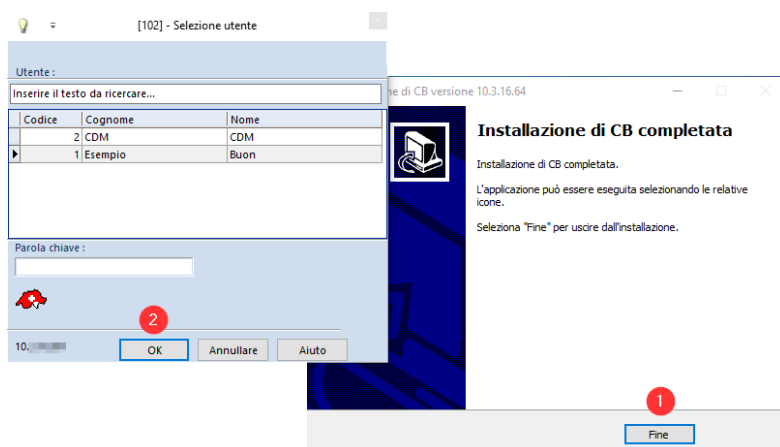 [102] - Selezione utente
Utente :
Inserire il testo da ricercare...
Codice Cognome Nome
2 CDM CDM
1 Esempio Buon
Parola chiave :
2
10.
OK Annullare Aiuto
ne di CB versione 10.3.16.64
Installazione di CB completata
Installazione di CB completata.
L'applicazione può essere eseguita selezionando le relative
icone.
Seleziona "Fine" per uscire dall'installazione.
1
Fine